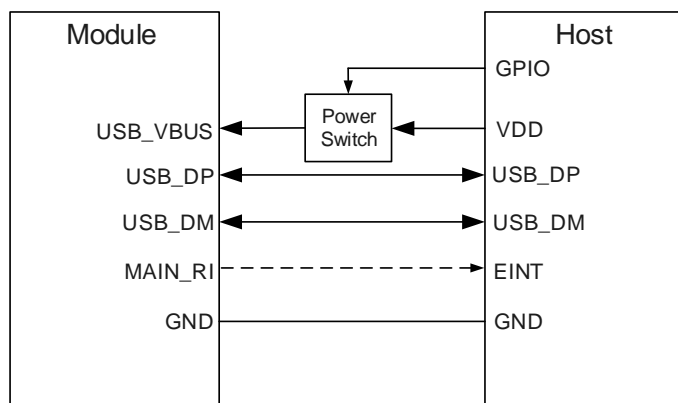 Module
Host
GPIO
Power
Switch
USB_VBUS
VDD
USB_DP
USB_DP
USB_DM
USB_DM
MAIN_RI
EINT
GND
GND